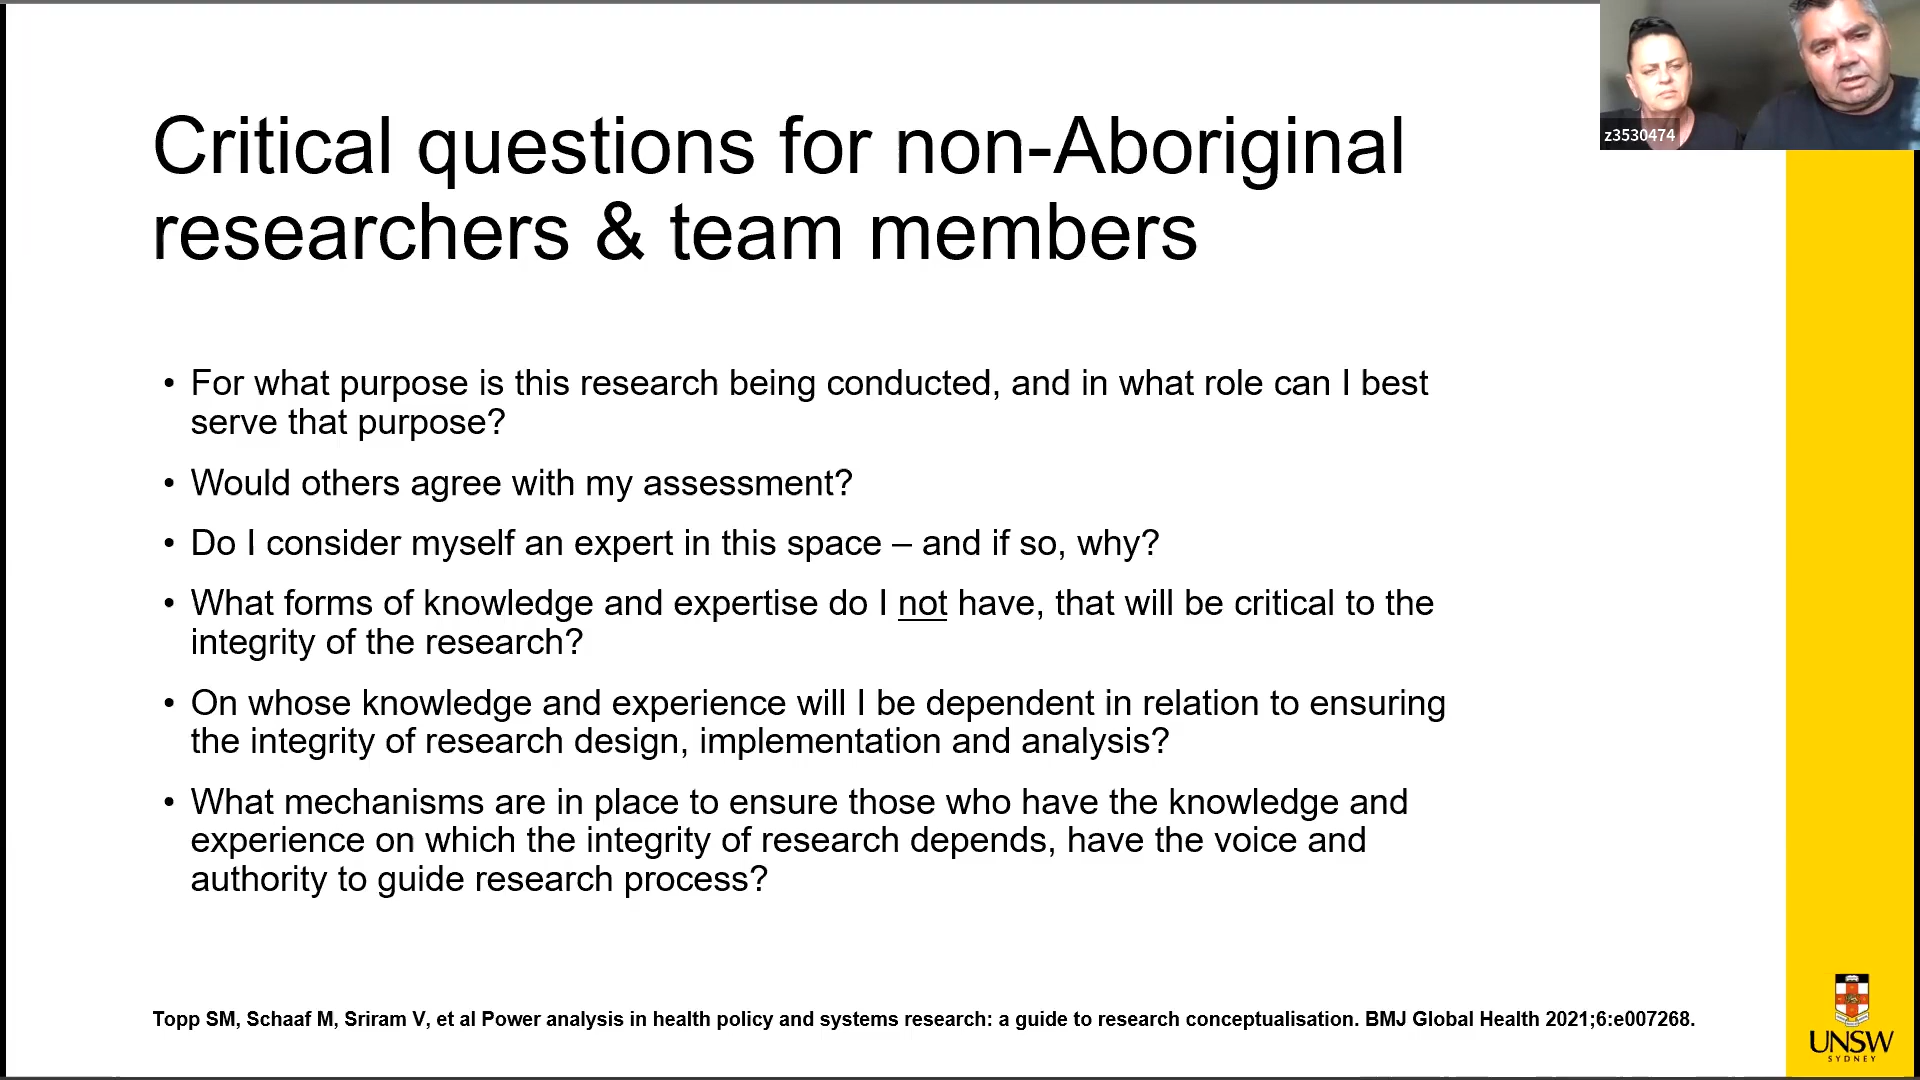 z3530474
Critical questions for non-Aboriginal
researchers & team members
• For what purpose is this research being conducted, and in what role can I best
serve that purpose?
• Would others agree with my assessment?
• Do I consider myself an expert in this space – and if so, why?
• What forms of knowledge and expertise do I not have, that will be critical to the
integrity of the research?
• On whose knowledge and experience will I be dependent in relation to ensuring
the integrity of research design, implementation and analysis?
• What mechanisms are in place to ensure those who have the knowledge and
experience on which the integrity of research depends, have the voice and
authority to guide research process?
Topp SM, Schaaf M, Sriram V, et al Power analysis in health policy and systems research: a guide to research conceptualisation. BMJ Global Health 2021;6:e007268.
UNSW
SYDNEY